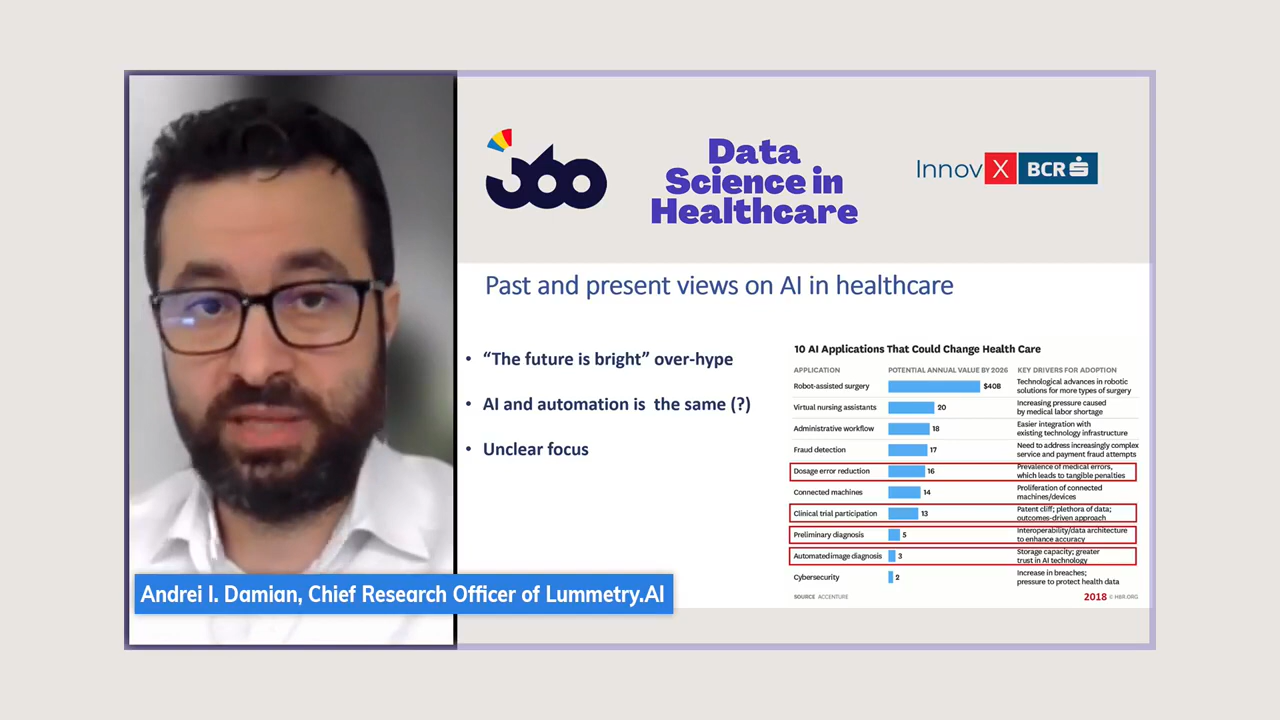 360
Data
Science in
Healthcare
Innov X BCR
Past and present views on AI in healthcare
• “The future is bright” over-hype
• AI and automation is the same (?)
• Unclear focus
10 AI Applications That Could Change Health Care
APPLICATION POTENTIAL ANNUAL VALUE BY 2026 KEY DRIVERS FOR ADOPTION
Robot-assisted surgery $40B Technological advances in robotic
solutions for more types of surgery
Virtual nursing assistants 20 Increasing pressure caused
by medical labor shortage
Administrative workflow 18 Easier integration with
existing technology infrastructure
Fraud detection 17 Need to address increasingly complex
service and payment fraud attempts
Dosage error reduction 16 Prevalence of medical errors,
which leads to tangible penalties
Connected machines 14 Proliferation of connected
machines/devices
Clinical trial participation 13 Patent cliff; plethora of data;
outcomes-driven approach
Preliminary diagnosis 5 Interoperability/data architecture
to enhance accuracy
Automated image diagnosis 3 Storage capacity; greater
trust in AI technology
Cybersecurity 2 Increase in breaches;
pressure to protect health data
SOURCE ACCENTURE 2018 © HBR.ORG
Andrei I. Damian, Chief Research Officer of Lummetry.AI